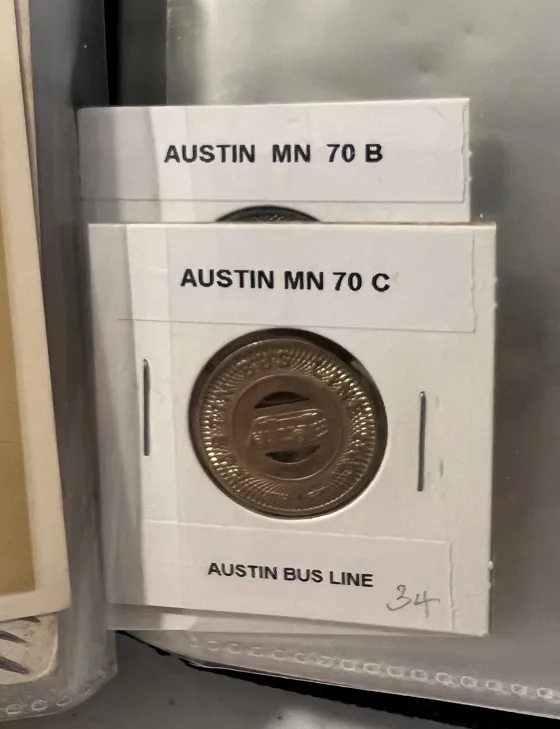 AUSTIN MN 70 B
AUSTIN MN 70 C
AUSTIN BUS LINE
34